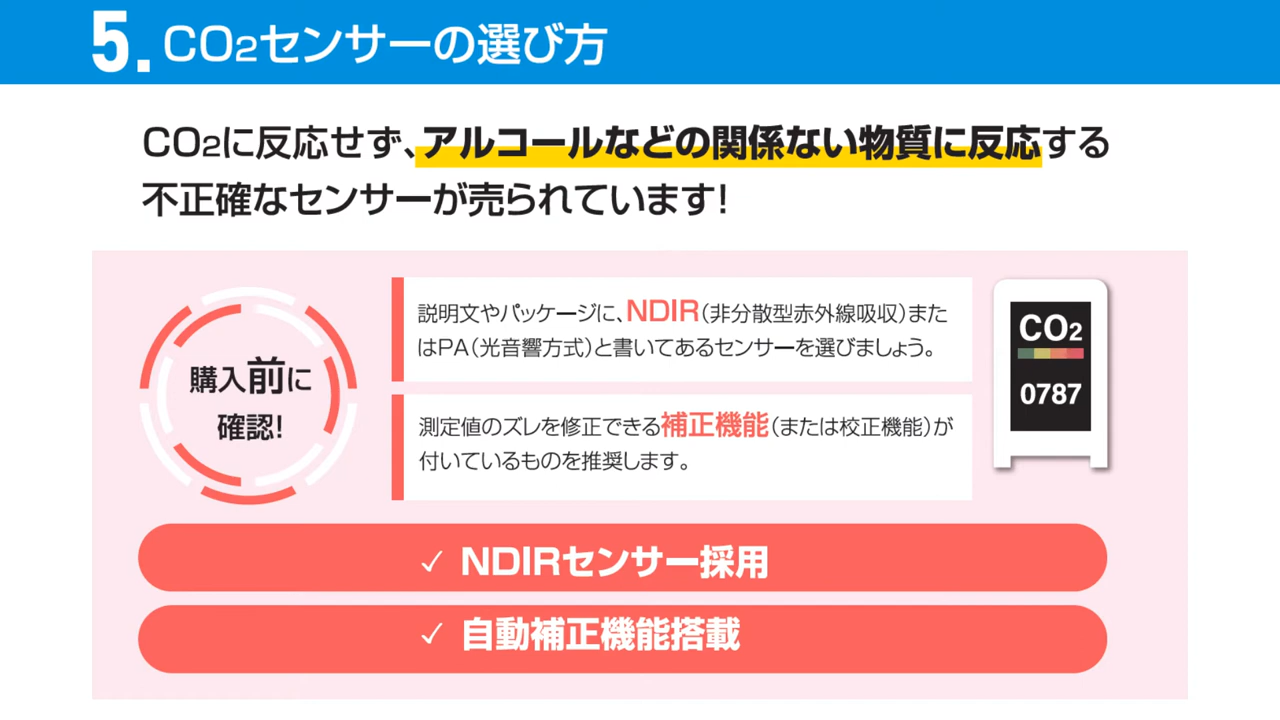 5. CO2センサーの選び方
CO2に反応せず、アルコールなどの関係ない物質に反応する
不正確なセンサーが売られています!
購入前に
確認!
説明文やパッケージに、NDIR(非分散型赤外線吸収)また
はPA(光音響方式)と書いてあるセンサーを選びましょう。
測定値のズレを修正できる補正機能(または校正機能)が
付いているものを推奨します。
CO2
0787
✓ NDIRセンサー採用
✓ 自動補正機能搭載